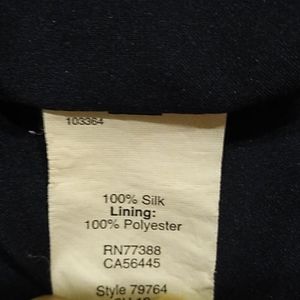 103364
100% Silk
Lining:
100% Polyester
RN77388
CA56445
Style 79764